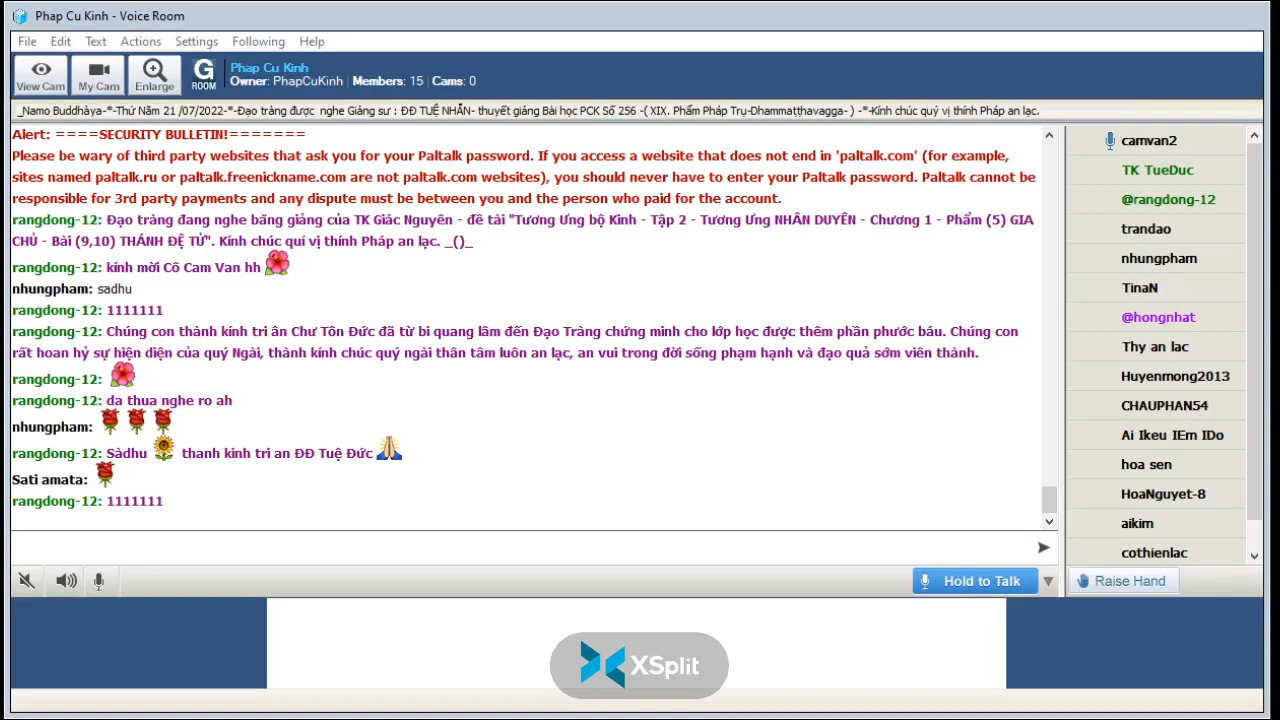 Phap Cu Kinh - Voice Room
File Edit Text Actions Settings Following Help
View Cam My Cam Enlarge G ROOM
Phap Cu Kinh
Owner: PhapCuKinh Members: 15 Cams: 0
_Namo Buddhàya-*-Thứ Năm 21 /07/2022-*-Đạo tràng được nghe Giảng sư : ĐĐ TUỆ NHẪN- thuyết giảng Bài học PCK Số 256 -( XIX. Phẩm Pháp Trụ-Dhammaṭṭhavagga- ) -*-Kính chúc quý vị thính Pháp an lạc.
Alert: ====SECURITY BULLETIN!=======
Please be wary of third party websites that ask you for your Paltalk password. If you access a website that does not end in 'paltalk.com' (for example,
sites named paltalk.ru or paltalk.freenickname.com are not paltalk.com websites), you should never have to enter your Paltalk password. Paltalk cannot be
responsible for 3rd party payments and any dispute must be between you and the person who paid for the account.
rangdong-12: Đạo tràng đang nghe băng giảng của TK Giác Nguyên - đề tài "Tương Ưng bộ Kinh - Tập 2 - Tương Ưng NHÂN DUYÊN - Chương 1 - Phẩm (5) GIA
CHỦ - Bài (9,10) THÁNH ĐỆ TỬ". Kính chúc quí vị thính Pháp an lạc. _()_
rangdong-12: kính mời Cô Cam Van hh
nhungpham: sadhu
rangdong-12: 1111111
rangdong-12: Chúng con thành kính tri ân Chư Tôn Đức đã từ bi quang lâm đến Đạo Tràng chứng minh cho lớp học được thêm phần phước báu. Chúng con
rất hoan hỷ sự hiện diện của quý Ngài, thành kính chúc quý ngài thân tâm luôn an lạc, an vui trong đời sống phạm hạnh và đạo quả sớm viên thành.
rangdong-12:
rangdong-12: da thua nghe ro ah
nhungpham:
rangdong-12: Sàdhu thanh kinh tri an ĐĐ Tuệ Đức
Sati amata:
rangdong-12: 1111111
Hold to Talk
camvan2
TK TueDuc
@rangdong-12
trandao
nhungpham
TinaN
@hongnhat
Thy an lac
Huyenmong2013
CHAUPHAN54
Ai Ikeu IEm IDo
hoa sen
HoaNguyet-8
aikim
cothienlac
Raise Hand
XSplit